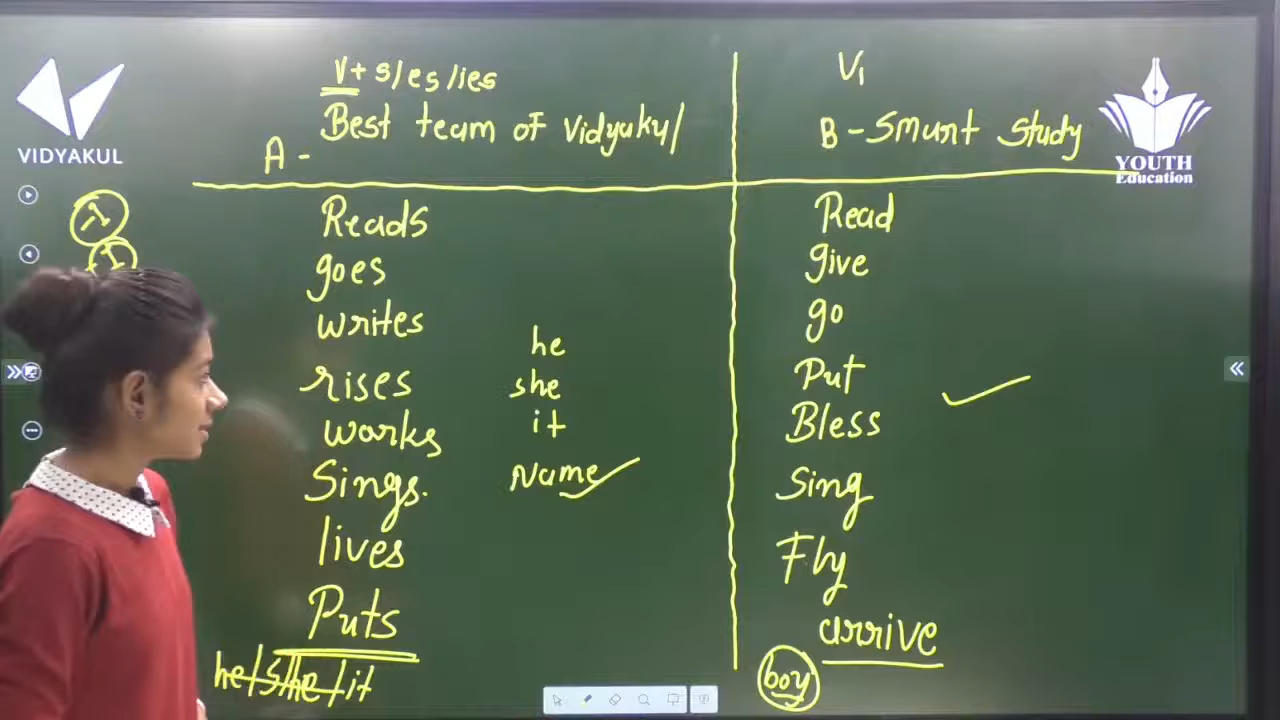 VIDYAKUL
V+ s/es/ies
A - Best team of Vidyakul
Reads
goes
writes
rises
works
Sings.
lives
Puts
he/she/it
he
she
it
Name
V1
B - Smart Study
YOUTH
Education
Read
give
go
Put
Bless
Sing
Fly
arrive
boy